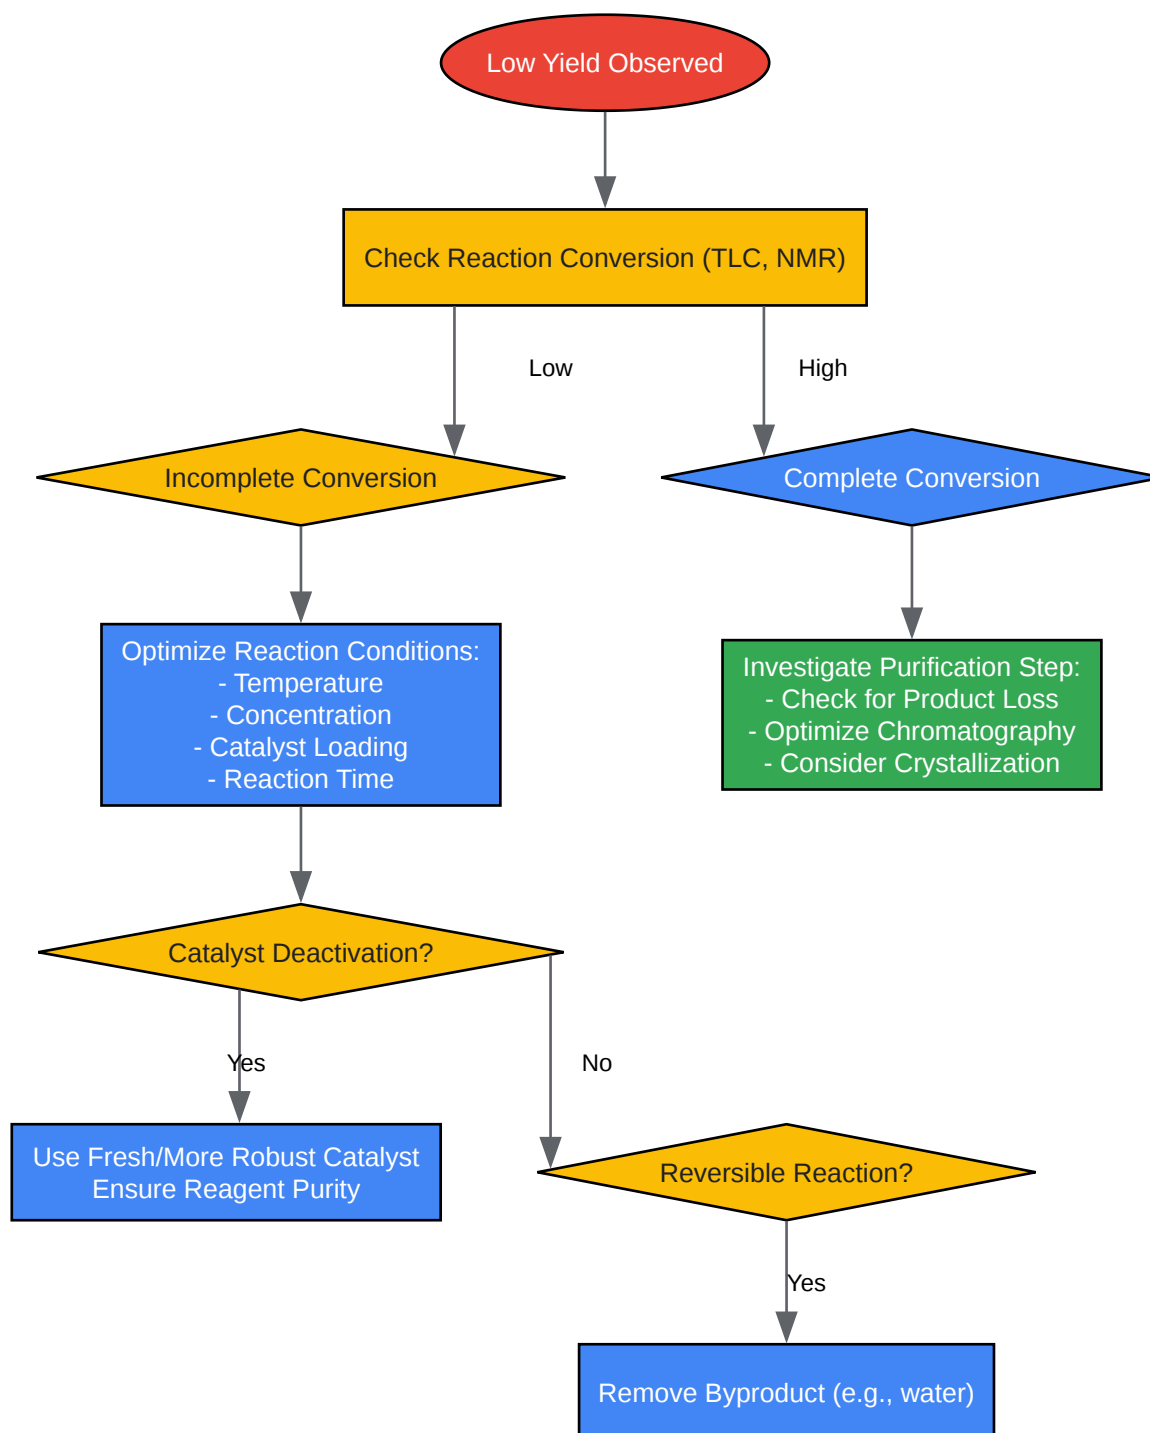 Low Yield Observed
Check Reaction Conversion (TLC, NMR)
Low
High
Incomplete Conversion
Complete Conversion
Optimize Reaction Conditions:
- Temperature
- Concentration
- Catalyst Loading
- Reaction Time
Investigate Purification Step:
- Check for Product Loss
- Optimize Chromatography
- Consider Crystallization
Catalyst Deactivation?
Yes
No
Use Fresh/More Robust Catalyst
Ensure Reagent Purity
Reversible Reaction?
Yes
Remove Byproduct (e.g., water)